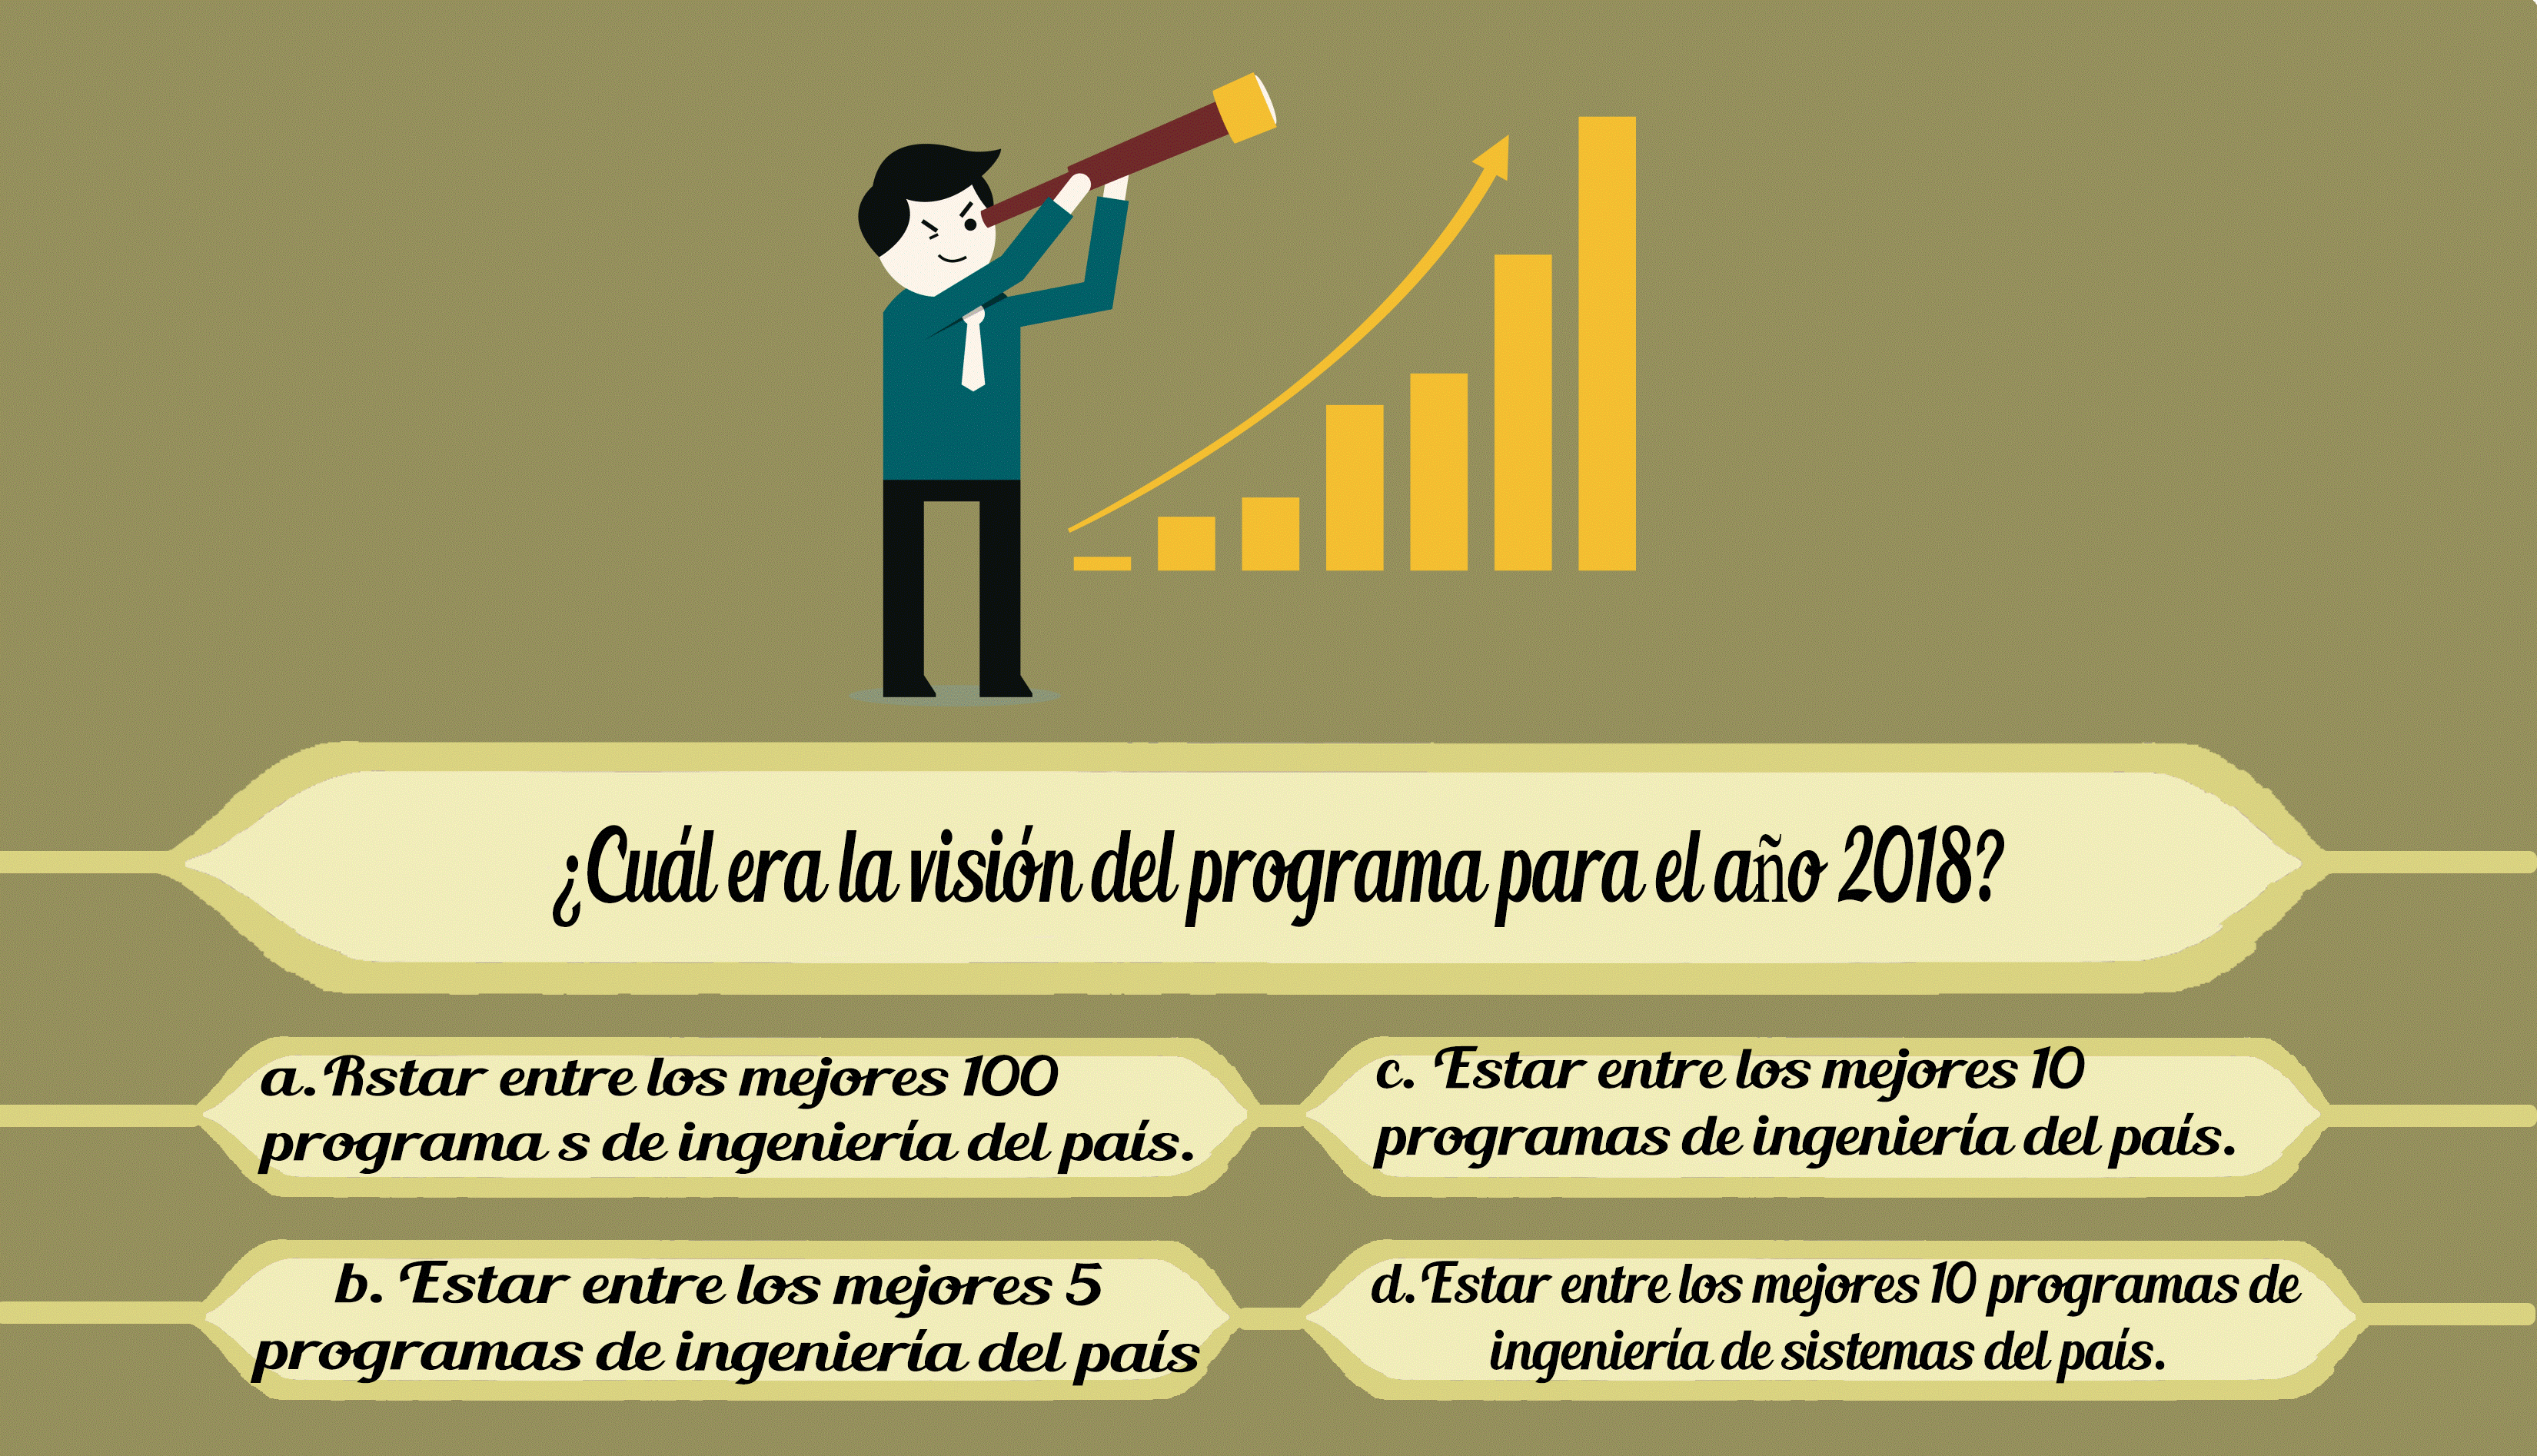 ¿Cuál era la visión del programa para el año 2018?
a. Rstar entre los mejores 100
programa s de ingeniería del país.
b. Estar entre los mejores 5
programas de ingeniería del país
c. Estar entre los mejores 10
programas de ingeniería del país.
d. Estar entre los mejores 10 programas de
ingeniería de sistemas del país.